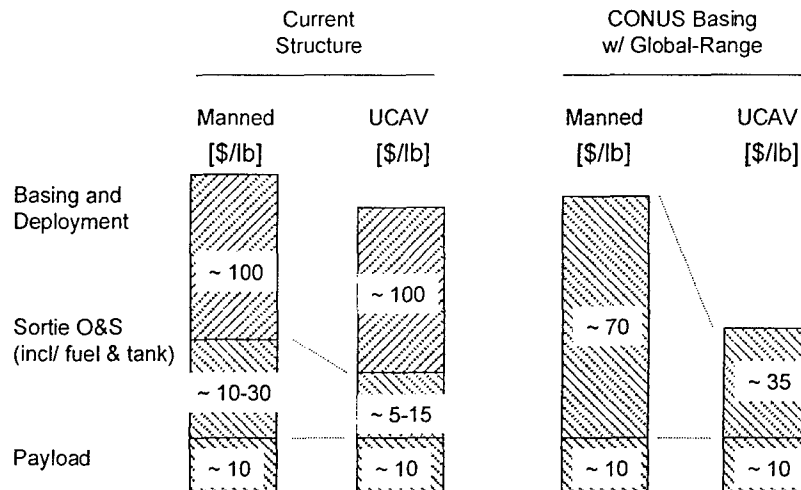 Current
Structure
CONUS Basing
w/ Global-Range
Manned
UCAV
Manned
UCAV
[$/lb]
[$/lb]
[$/lb]
[$/lb]
Basing and
Deployment
~ 100
~ 100
~ 70
Sortie O&S
(incl/ fuel & tank)
~ 10-30
~ 5-15
~ 35
Payload
~ 10
~ 10
~ 10
~ 10